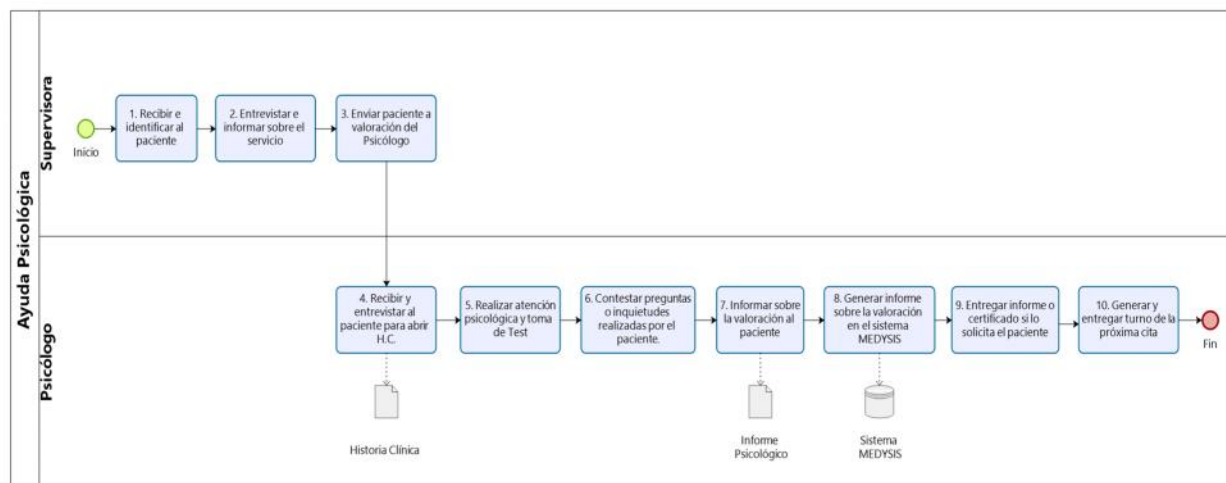 Ayuda Psicológica
Supervisora
Inicio
1. Recibir e
identificar al
paciente
2. Entrevistar e
informar sobre el
servicio
3. Enviar paciente a
valoración del
Psicólogo
Psicólogo
4. Recibir y
entrevistar al
paciente para abrir
H.C.
5. Realizar atención
psicológica y toma
de Test
6. Contestar preguntas
o inquietudes
realizadas por el
paciente.
7. Informar sobre
la valoración al
paciente
8. Generar informe
sobre la valoración
en el sistema
MEDYSIS
9. Entregar informe o
certificado si lo
solicita el paciente
10. Generar y
entregar turno de la
próxima cita
Fin
Historia Clínica
Informe
Psicológico
Sistema
MEDYSIS